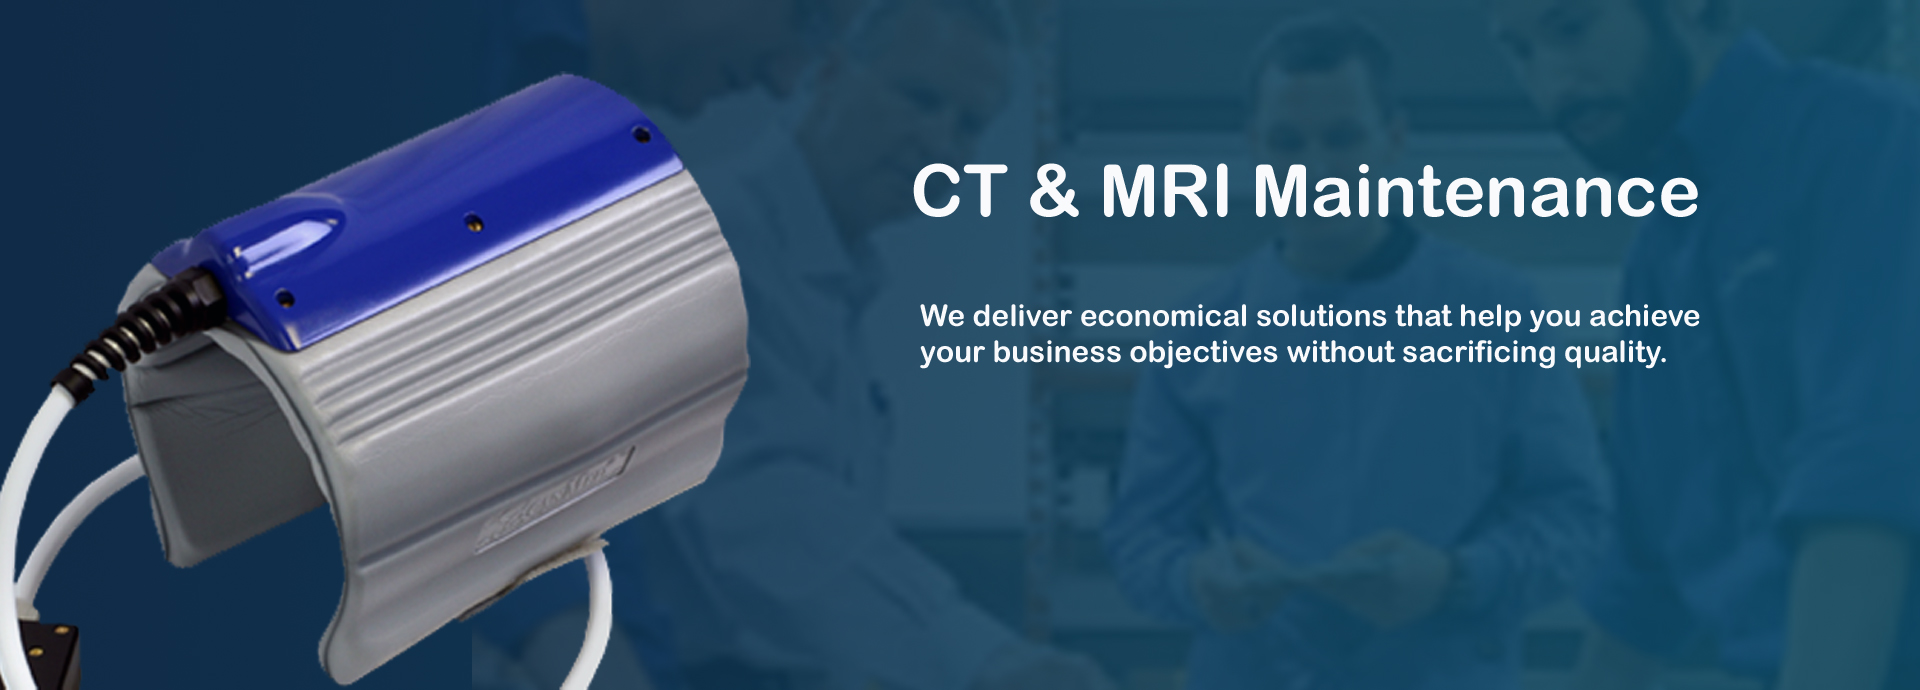 CT & MRI Maintenance
We deliver economical solutions that help you achieve
your business objectives without sacrificing quality.